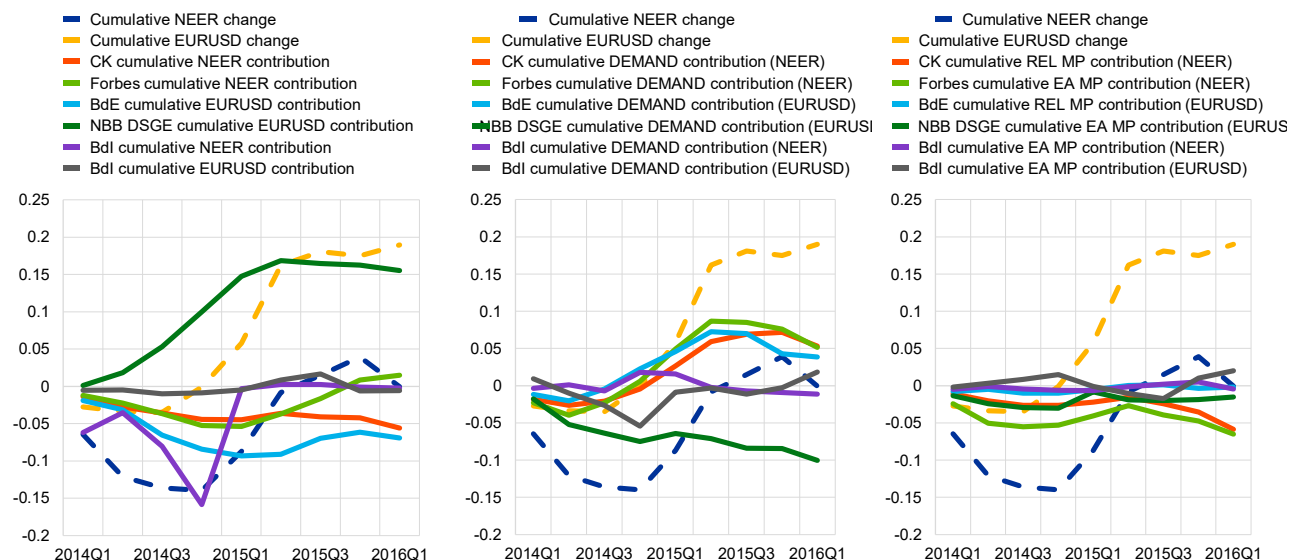 Cumulative NEER change
Cumulative EURUSD change
CK cumulative NEER contribution
Forbes cumulative NEER contribution
BdE cumulative EURUSD contribution
NBB DSGE cumulative EURUSD contribution
BdI cumulative NEER contribution
BdI cumulative EURUSD contribution
0.25
0.2
0.15
0.1
0.05
0
-0.05
-0.1
-0.15
-0.2
2014Q1 2014Q3 2015Q1 2015Q3 2016Q1
Cumulative NEER change
Cumulative EURUSD change
CK cumulative DEMAND contribution (NEER)
Forbes cumulative DEMAND contribution (NEER)
BdE cumulative DEMAND contribution (EURUSD)
NBB DSGE cumulative DEMAND contribution (EURUSI
BdI cumulative DEMAND contribution (NEER)
BdI cumulative DEMAND contribution (EURUSD)
0.25
0.2
0.15
0.1
0.05
0
-0.05
-0.1
-0.15
-0.2
2014Q1 2014Q3 2015Q1 2015Q3 2016Q1
Cumulative NEER change
Cumulative EURUSD change
CK cumulative REL MP contribution (NEER)
Forbes cumulative EA MP contribution (NEER)
BdE cumulative REL MP contribution (EURUSD)
NBB DSGE cumulative EA MP contribution (EURUS
BdI cumulative EA MP contribution (NEER)
BdI cumulative EA MP contribution (EURUSD)
0.25
0.2
0.15
0.1
0.05
0
-0.05
-0.1
-0.15
-0.2
2014Q1 2014Q3 2015Q1 2015Q3 2016Q1